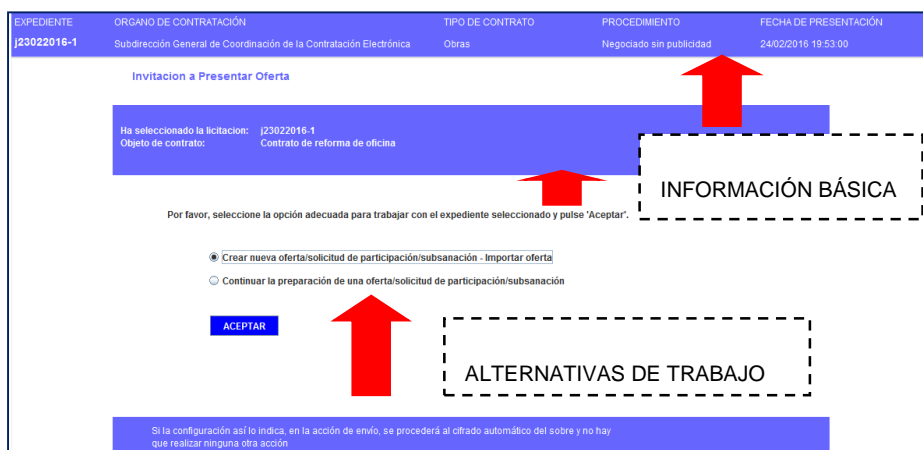 EXPEDIENTE ORGANO DE CONTRATACIÓN TIPO DE CONTRATO PROCEDIMIENTO FECHA DE PRESENTACIÓN
j23022016-1 Subdirección General de Coordinación de la Contratación Electrónica Obras Negociado sin publicidad 24/02/2016 19:53:00
Invitacion a Presentar Oferta
Ha seleccionado la licitacion: j23022016-1
Objeto de contrato: Contrato de reforma de oficina
INFORMACIÓN BÁSICA
Por favor, seleccione la opción adecuada para trabajar con el expediente seleccionado y pulse 'Aceptar'.
Crear nueva oferta/solicitud de participación/subsanación - Importar oferta
Continuar la preparación de una oferta/solicitud de participación/subsanación
ACEPTAR
ALTERNATIVAS DE TRABAJO
Si la configuración así lo indica, en la acción de envío, se procederá al cifrado automático del sobre y no hay
que realizar ninguna otra acción